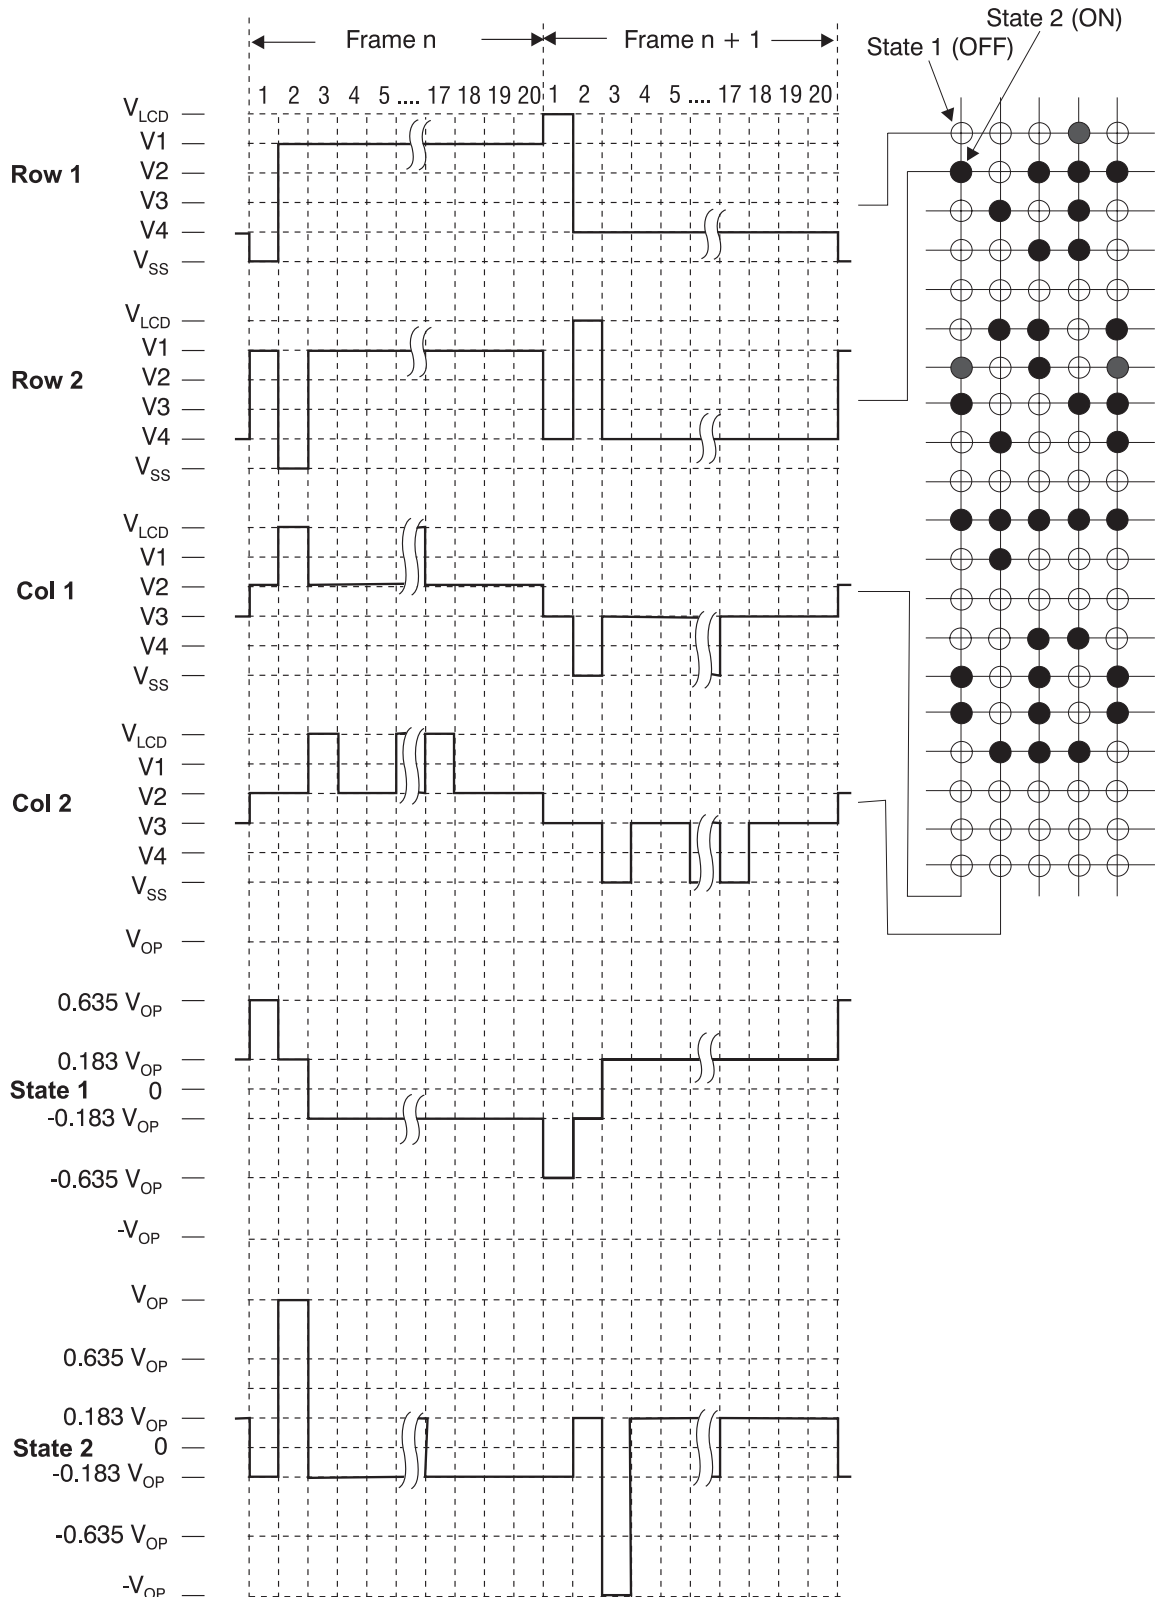 State 2 (ON)
State 1 (OFF)
Frame n
Frame n + 1
1 2 3 4 5 .... 17 18 19 20 1 2 3 4 5 .... 17 18 19 20
Row 1
VLCD
V1
V2
V3
V4
VSS
Row 2
VLCD
V1
V2
V3
V4
VSS
Col 1
VLCD
V1
V2
V3
V4
VSS
Col 2
VLCD
V1
V2
V3
V4
VSS
State 1
VOP
0.635 VOP
0.183 VOP
0
-0.183 VOP
-0.635 VOP
-VOP
State 2
VOP
0.635 VOP
0.183 VOP
0
-0.183 VOP
-0.635 VOP
-VOP